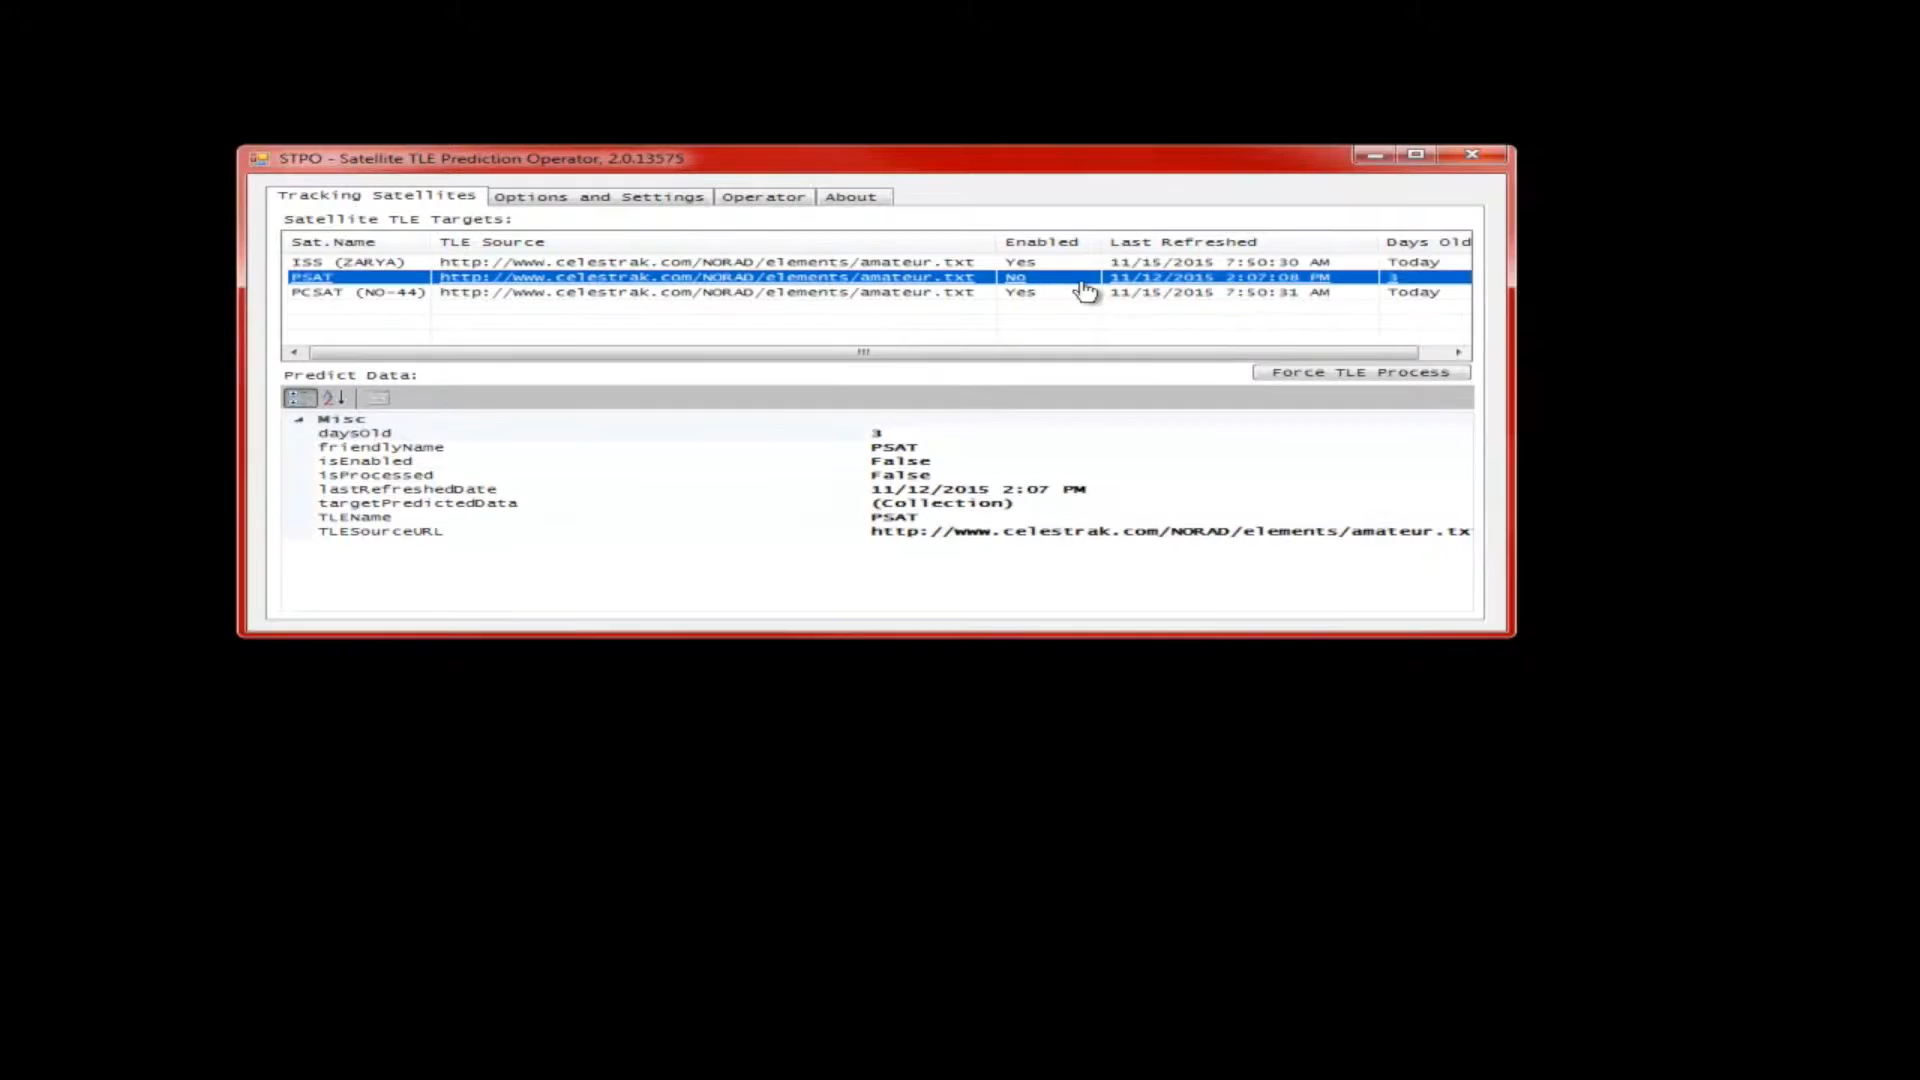 STPO - Satellite TLE Prediction Operator, 2.0.13575
Tracking Satellites Options and Settings Operator About
Satellite TLE Targets:
Sat.Name TLE Source Enabled Last Refreshed Days Old
ISS (ZARYA) http://www.celestrak.com/NORAD/elements/amateur.txt Yes 11/15/2015 7:50:30 AM Today
PSAT http://www.celestrak.com/NORAD/elements/amateur.txt No 11/12/2015 2:07:08 PM 3
PCSAT (NO-44) http://www.celestrak.com/NORAD/elements/amateur.txt Yes 11/15/2015 7:50:31 AM Today
Predict Data: Force TLE Process
Misc
daysOld 3
friendlyName PSAT
isEnabled False
isProcessed False
lastRefreshedDate 11/12/2015 2:07 PM
targetPredictedData (Collection)
TLEName PSAT
TLESourceURL http://www.celestrak.com/NORAD/elements/amateur.tx